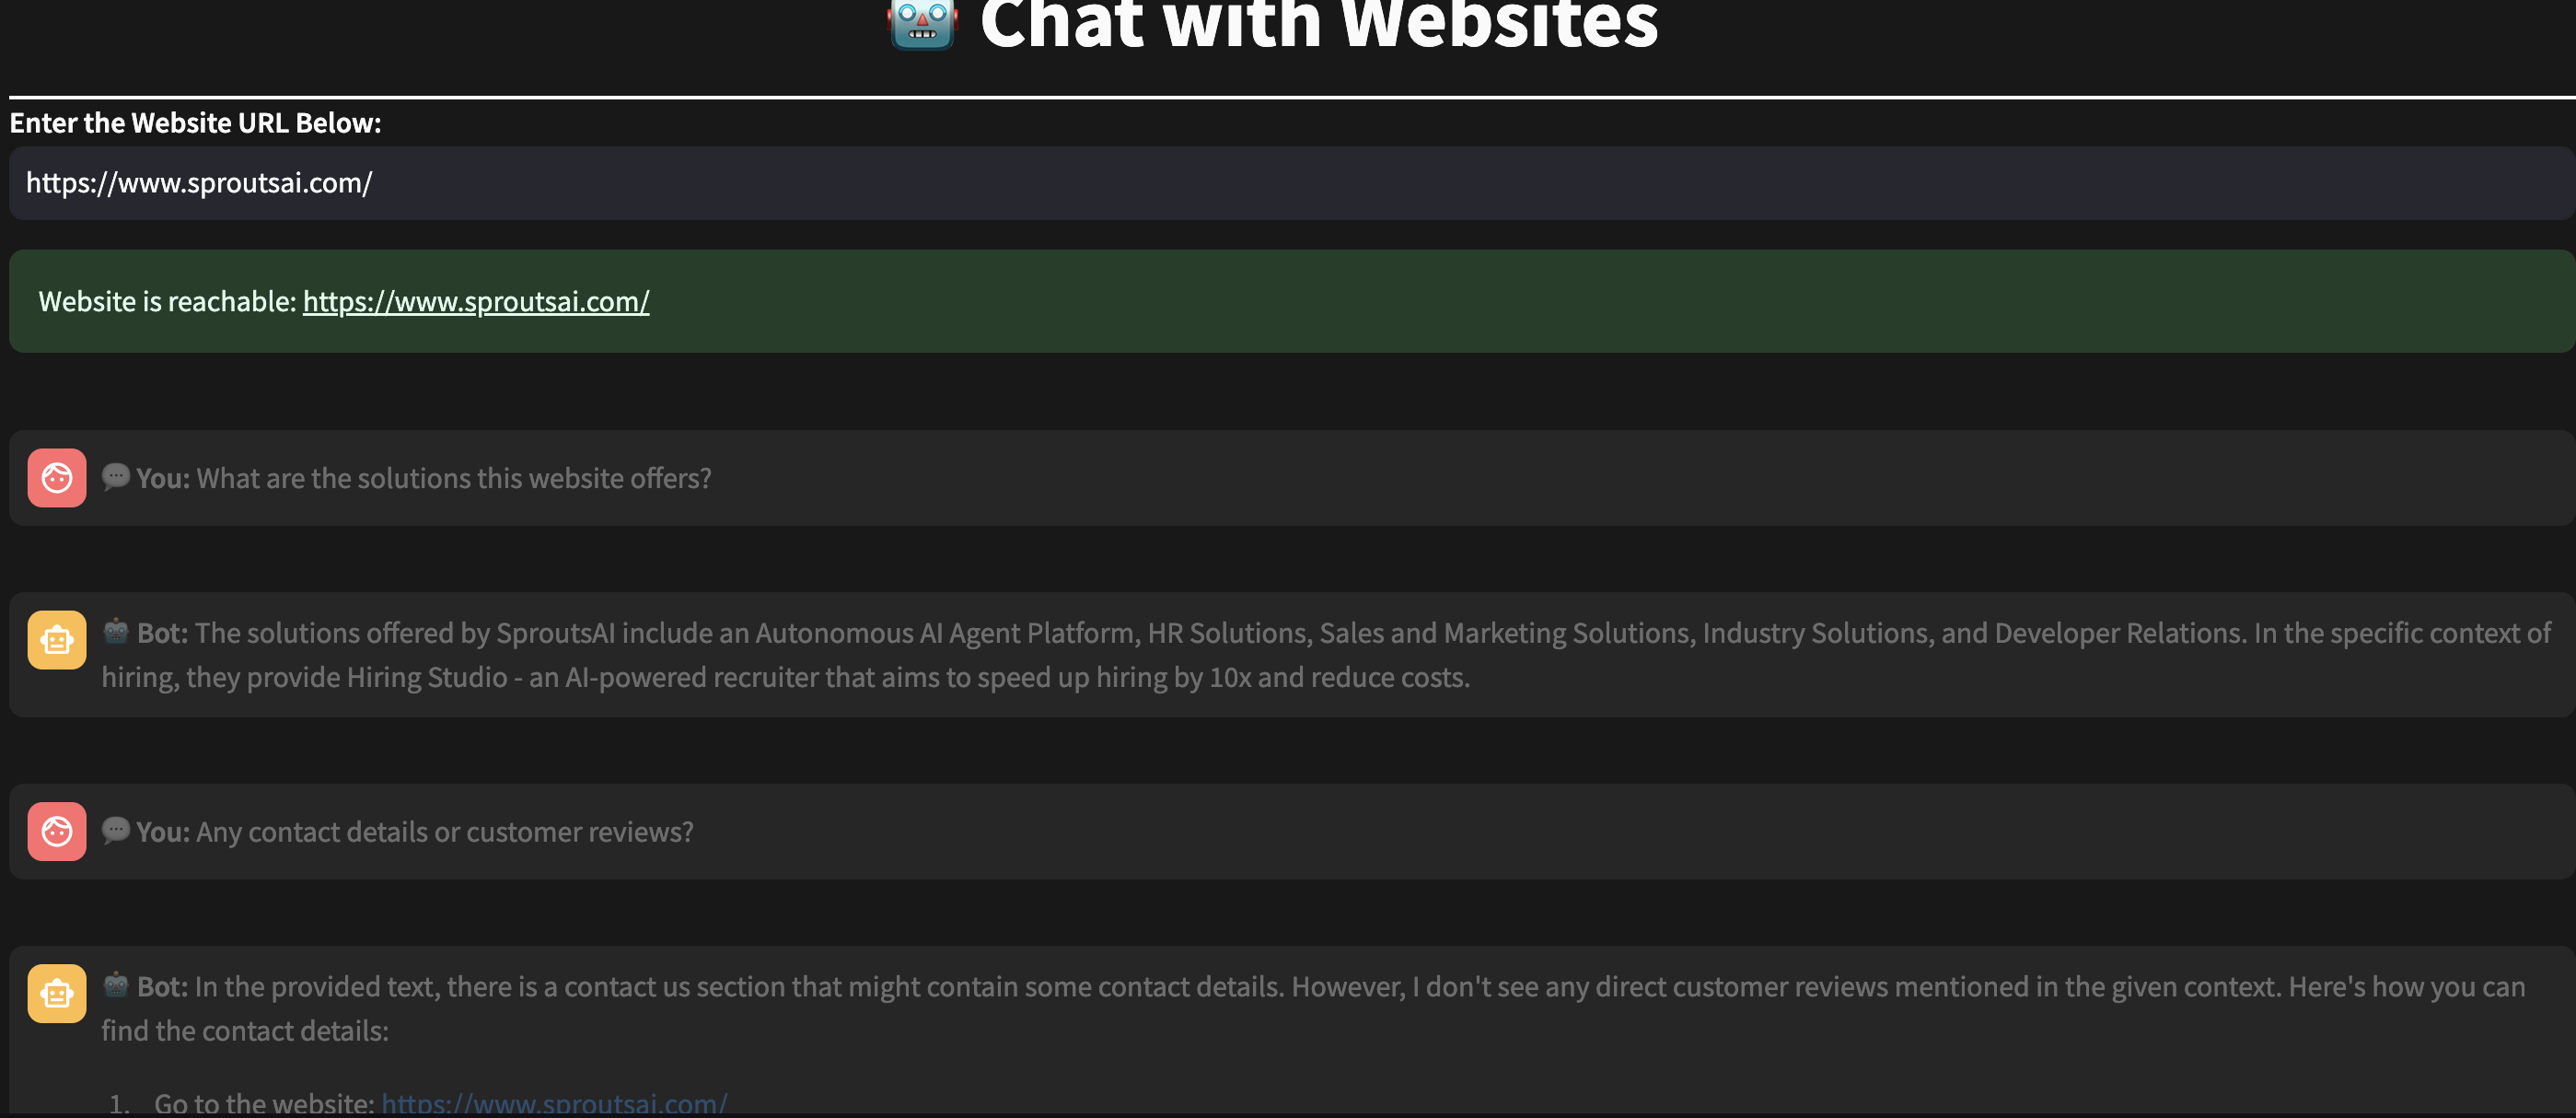 🤖 Chat with Websites
Enter the Website URL Below:
https://www.sproutsai.com/
Website is reachable: https://www.sproutsai.com/
💬 You: What are the solutions this website offers?
🤖 Bot: The solutions offered by SproutsAI include an Autonomous AI Agent Platform, HR Solutions, Sales and Marketing Solutions, Industry Solutions, and Developer Relations. In the specific context of
hiring, they provide Hiring Studio - an AI-powered recruiter that aims to speed up hiring by 10x and reduce costs.
💬 You: Any contact details or customer reviews?
🤖 Bot: In the provided text, there is a contact us section that might contain some contact details. However, I don't see any direct customer reviews mentioned in the given context. Here's how you can
find the contact details:
1. Go to the website: https://www.sproutsai.com/